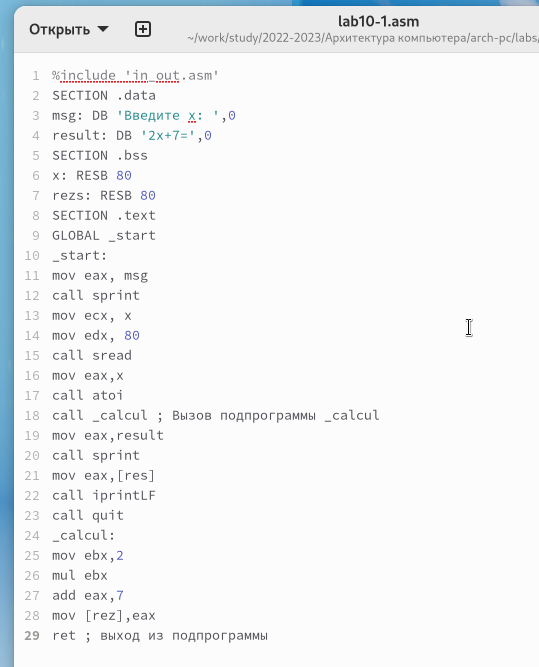 Открыть
lab10-1.asm
~/work/study/2022-2023/Архитектура компьютера/arch-pc/labs/
1 %include 'in_out.asm'
2 SECTION .data
3 msg: DB 'Введите x: ',0
4 result: DB '2x+7=',0
5 SECTION .bss
6 x: RESB 80
7 rezs: RESB 80
8 SECTION .text
9 GLOBAL _start
10 _start:
11 mov eax, msg
12 call sprint
13 mov ecx, x
14 mov edx, 80
15 call sread
16 mov eax,x
17 call atoi
18 call _calcul ; Вызов подпрограммы _calcul
19 mov eax,result
20 call sprint
21 mov eax,[res]
22 call iprintLF
23 call quit
24 _calcul:
25 mov ebx,2
26 mul ebx
27 add eax,7
28 mov [rez],eax
29 ret ; выход из подпрограммы